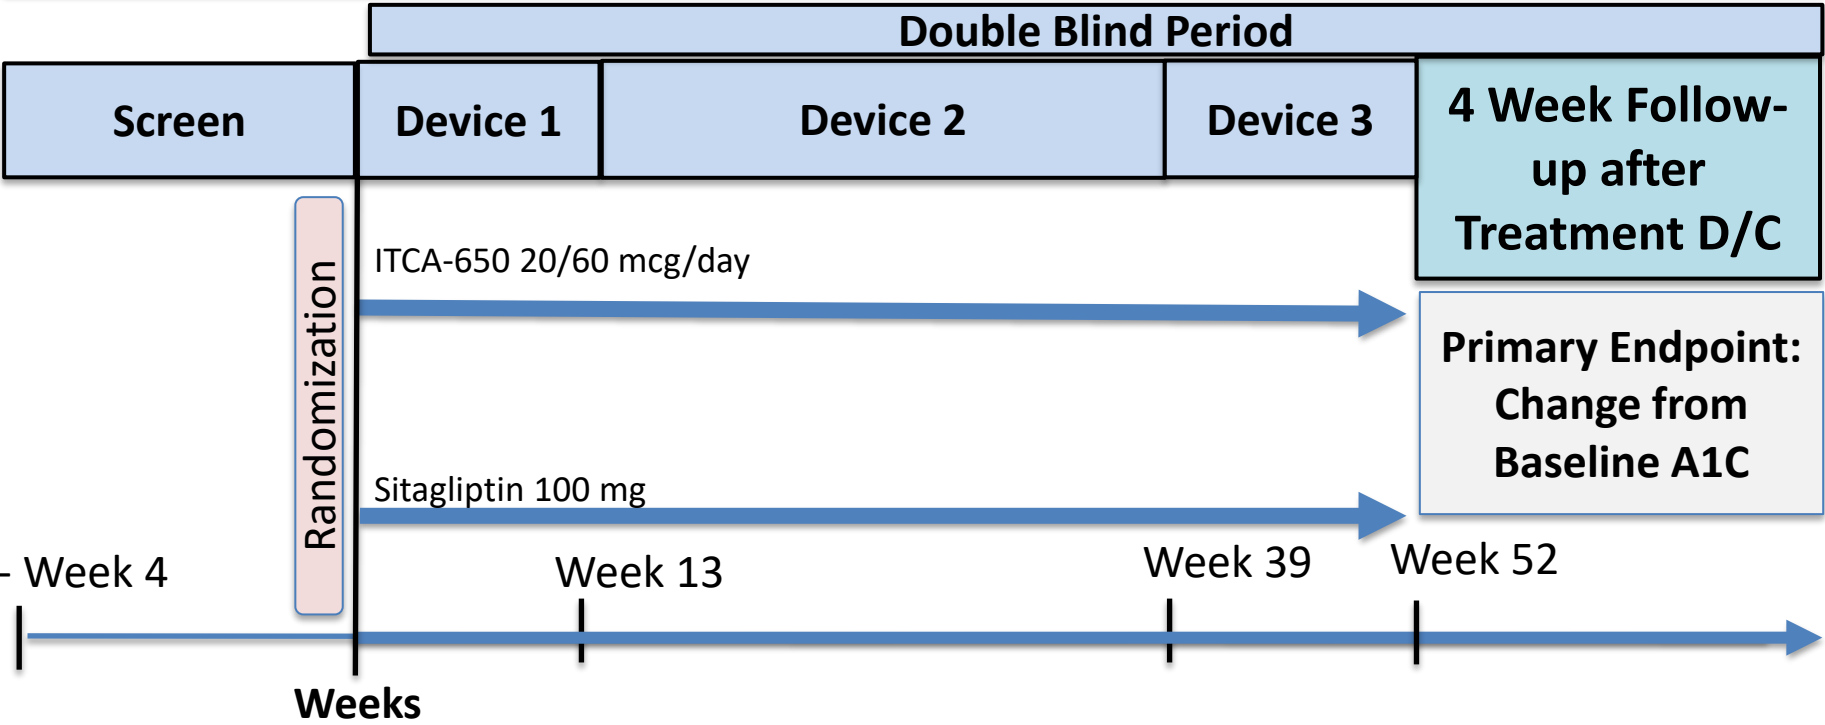 Double Blind Period
Screen
Device 1
Device 2
Device 3
4 Week Follow-
up after
Treatment D/C
Randomization
ITCA-650 20/60 mcg/day
Sitagliptin 100 mg
Primary Endpoint:
Change from
Baseline A1C
- Week 4
Week 13
Week 39
Week 52
Weeks